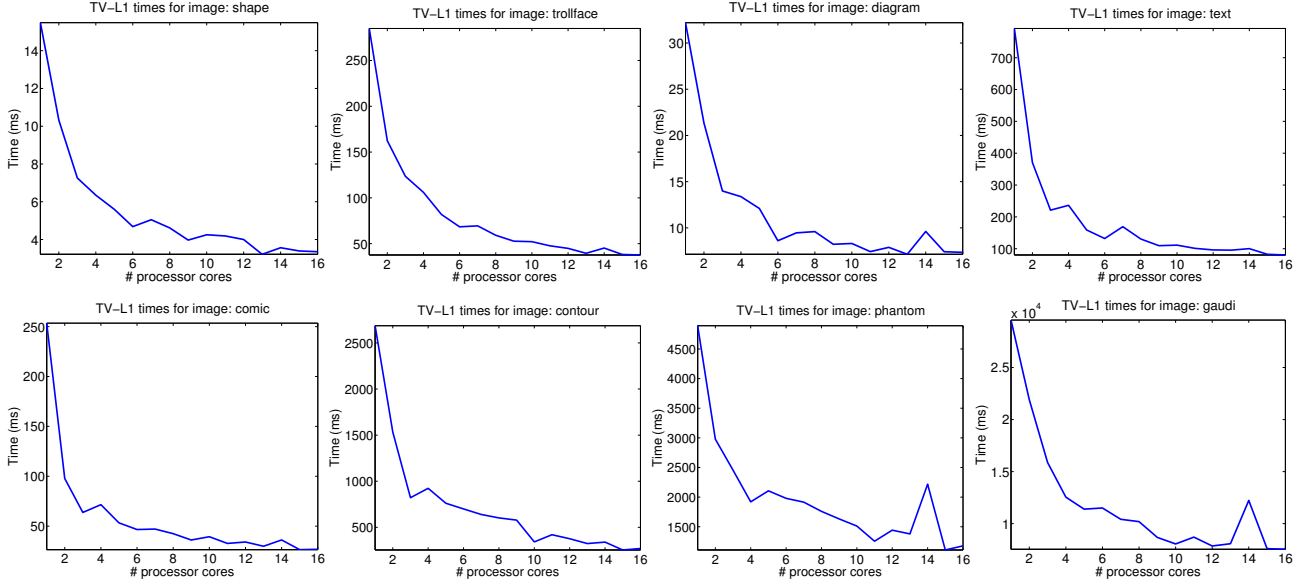 TV−L1 times for image: shape
Time (ms)
14
12
10
8
6
4
2 4 6 8 10 12 14 16
# processor cores
TV−L1 times for image: trollface
Time (ms)
250
200
150
100
50
2 4 6 8 10 12 14 16
# processor cores
TV−L1 times for image: diagram
Time (ms)
30
25
20
15
10
2 4 6 8 10 12 14 16
# processor cores
TV−L1 times for image: text
Time (ms)
700
600
500
400
300
200
100
2 4 6 8 10 12 14 16
# processor cores
TV−L1 times for image: comic
Time (ms)
250
200
150
100
50
2 4 6 8 10 12 14 16
# processor cores
TV−L1 times for image: contour
Time (ms)
2500
2000
1500
1000
500
2 4 6 8 10 12 14 16
# processor cores
TV−L1 times for image: phantom
Time (ms)
4500
4000
3500
3000
2500
2000
1500
2 4 6 8 10 12 14 16
# processor cores
TV−L1 times for image: gaudi
x 10⁴
Time (ms)
2.5
2
1.5
1
2 4 6 8 10 12 14 16
# processor cores